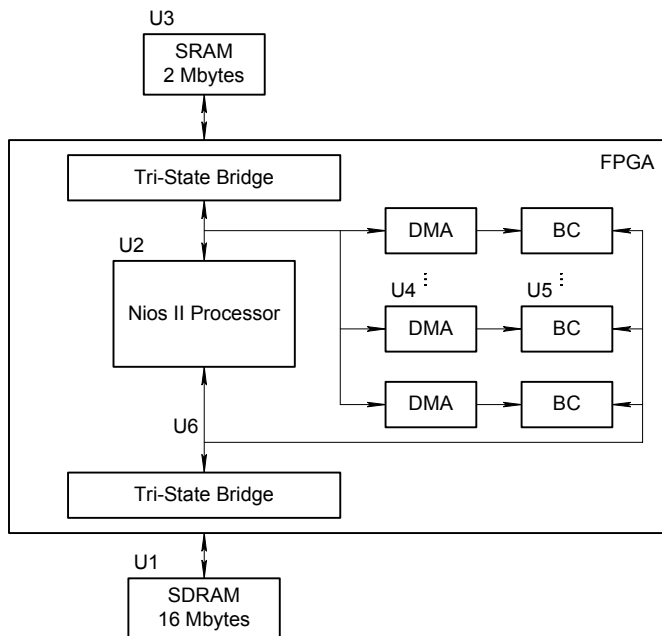 U3
SRAM
2 Mbytes
FPGA
Tri-State Bridge
DMA
BC
U2
Nios II Processor
U4
U5
DMA
BC
DMA
BC
U6
Tri-State Bridge
U1
SDRAM
16 Mbytes